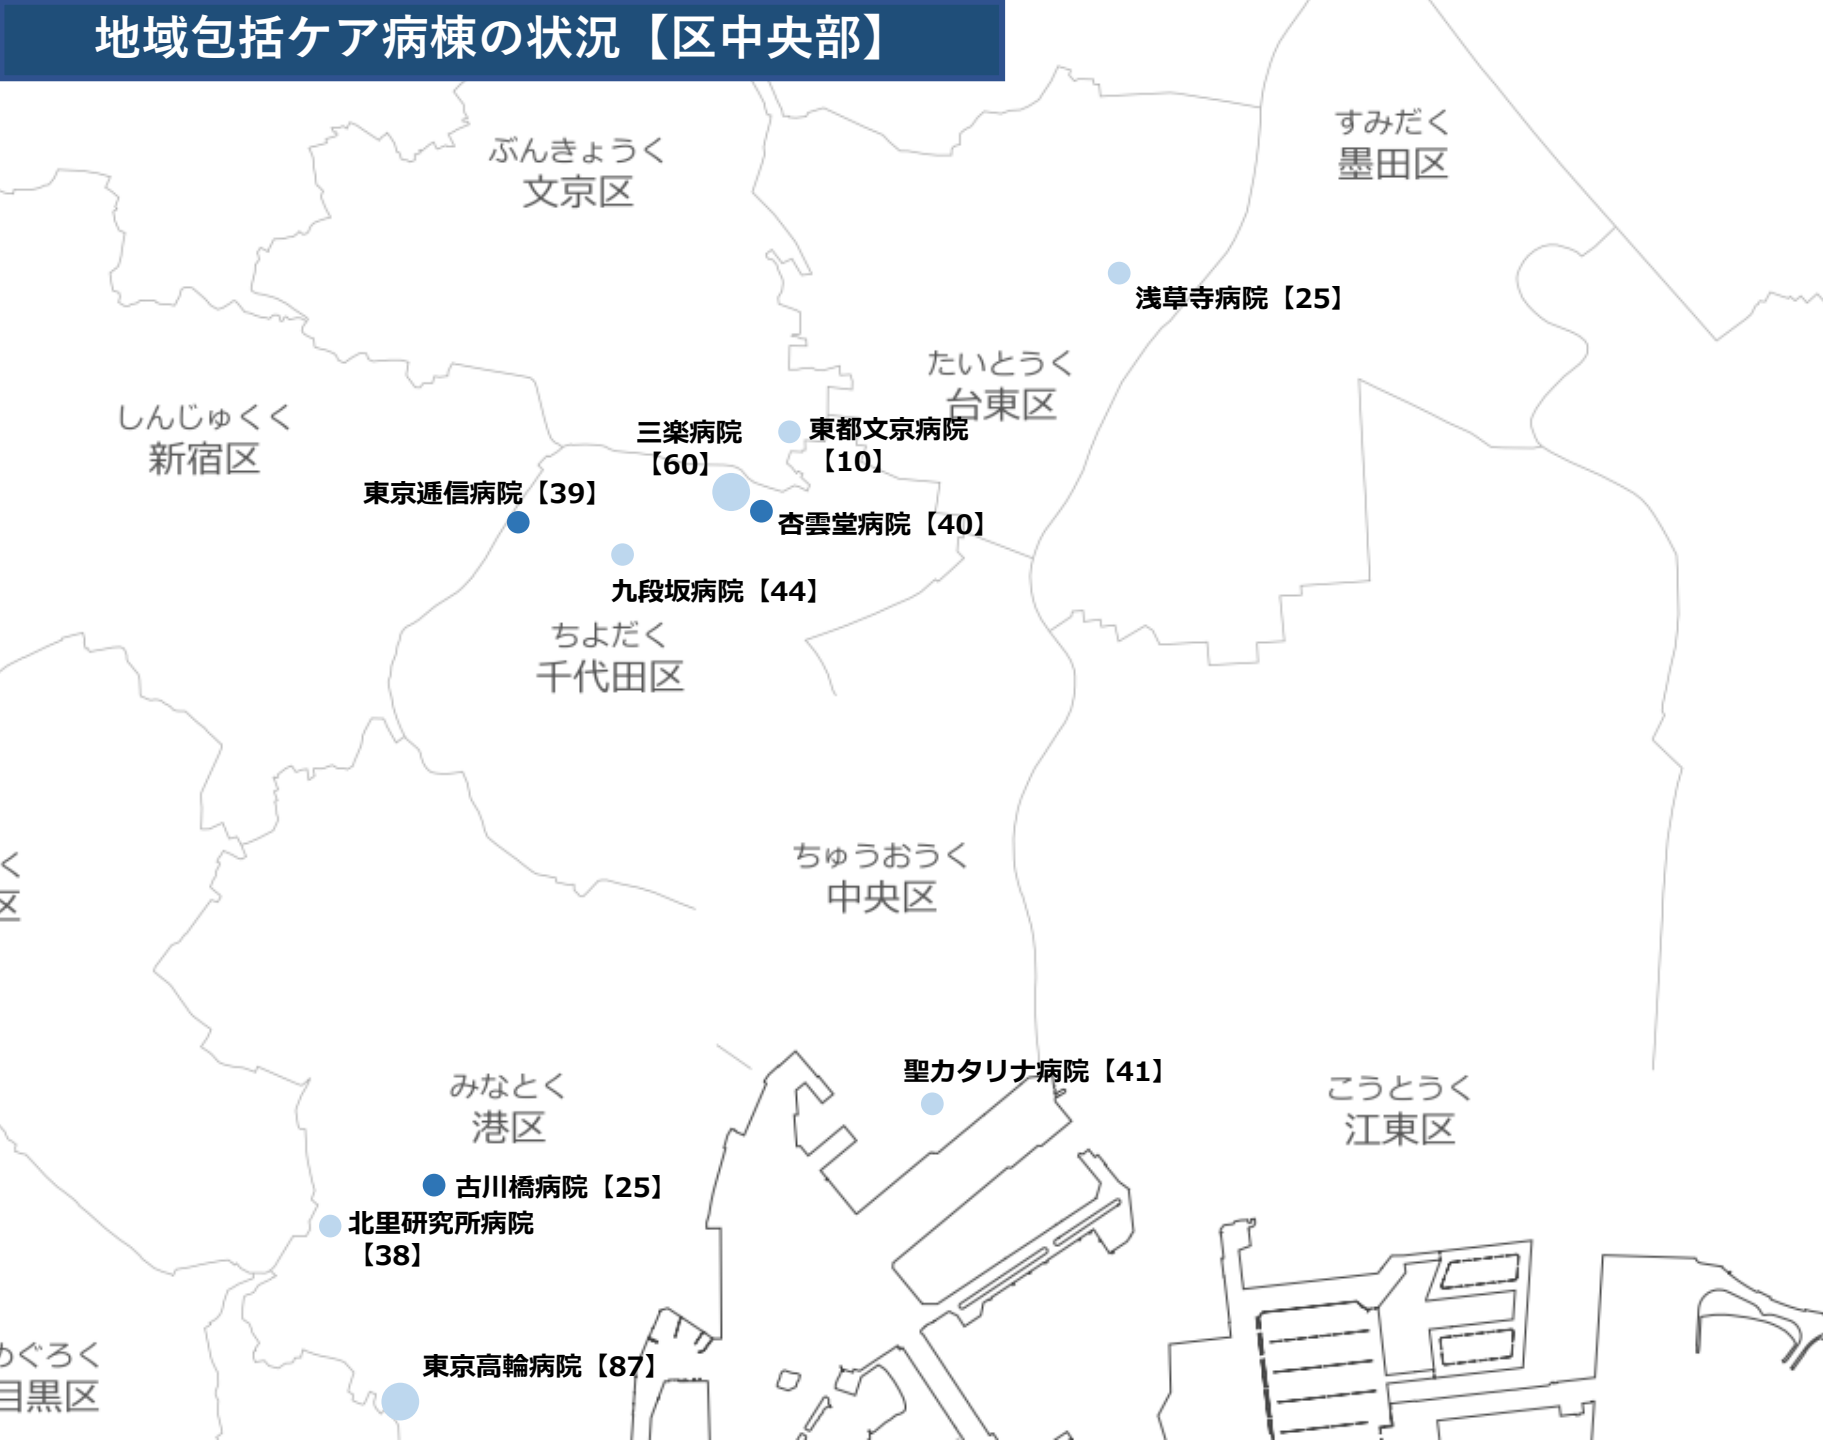 地域包括ケア病棟の状況【区中央部】
すみだく
墨田区
ぶんきょうく
文京区
浅草寺病院【25】
たいとうく
台東区
しんじゅくく
新宿区
三楽病院
【60】
東都文京病院
【10】
東京逓信病院【39】
杏雲堂病院【40】
九段坂病院【44】
ちよだく
千代田区
ちゅうおうく
中央区
く
区
聖カタリナ病院【41】
みなとく
港区
こうとうく
江東区
古川橋病院【25】
北里研究所病院
【38】
めぐろく
目黒区
東京高輪病院【87】